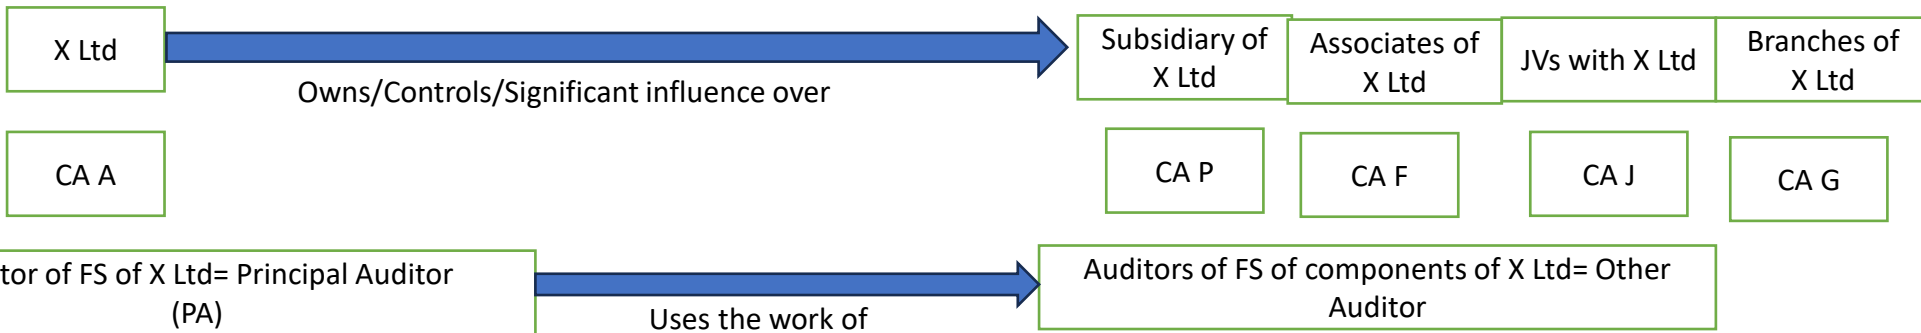 X Ltd
Owns/Controls/Significant influence over
Subsidiary of
X Ltd
Associates of
X Ltd
JVs with X Ltd
Branches of
X Ltd
CA A
CA P
CA F
CA J
CA G
tor of FS of X Ltd= Principal Auditor
(PA)
Uses the work of
Auditors of FS of components of X Ltd= Other
Auditor